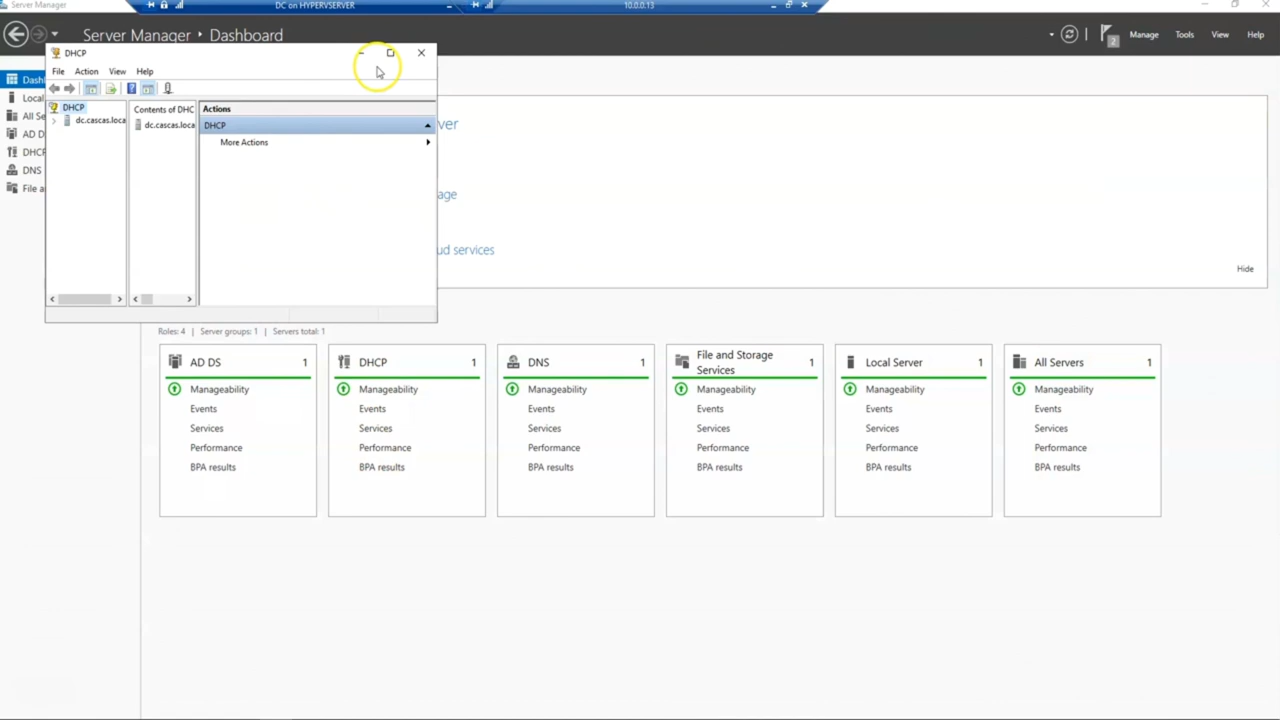 Server Manager
DC on HYPERVSERVER
10.0.0.13
Server Manager
Dashboard
2
Manage
Tools
View
Help
DHCP
File
Action
View
Help
DHCP
dc.cascas.loca
Contents of DHC
dc.cascas.loca
Actions
DHCP
More Actions
Dash
Local
All Se
AD D
DHCP
DNS
File a
ver
age
ud services
Hide
Roles: 4 | Server groups: 1 | Servers total: 1
AD DS 1
Manageability
Events
Services
Performance
BPA results
DHCP 1
Manageability
Events
Services
Performance
BPA results
DNS 1
Manageability
Events
Services
Performance
BPA results
File and Storage
Services 1
Manageability
Events
Services
Performance
BPA results
Local Server 1
Manageability
Events
Services
Performance
BPA results
All Servers 1
Manageability
Events
Services
Performance
BPA results